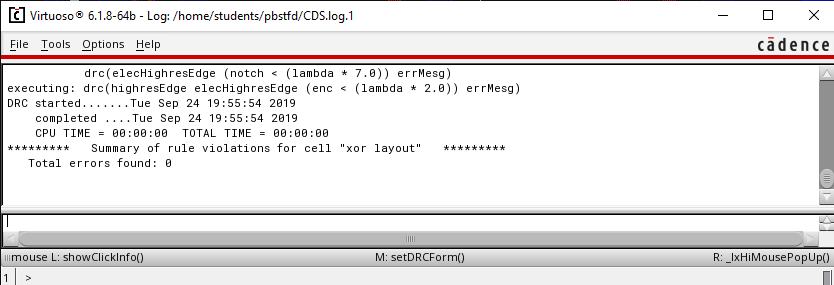 Virtuoso® 6.1.8-64b - Log: /home/students/pbstfd/CDS.log.1
File Tools Options Help
cādence
drc(elecHighresEdge (notch < (lambda * 7.0)) errMesg)
executing: drc(highresEdge elecHighresEdge (enc < (lambda * 2.0)) errMesg)
DRC started.......Tue Sep 24 19:55:54 2019
completed ....Tue Sep 24 19:55:54 2019
CPU TIME = 00:00:00  TOTAL TIME = 00:00:00
*********   Summary of rule violations for cell "xor layout"   *********
Total errors found: 0
mouse L: showClickInfo()
M: setDRCForm()
R: _lxHiMousePopUp()
1 >